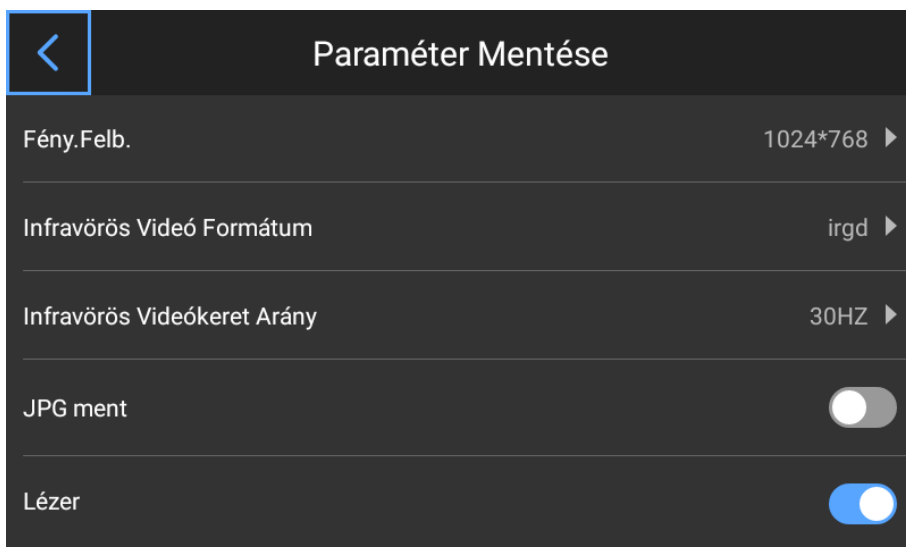 Paraméter Mentése
Fény.Felb. 1024*768
Infravörös Videó Formátum irgd
Infravörös Videókeret Arány 30HZ
JPG ment
Lézer